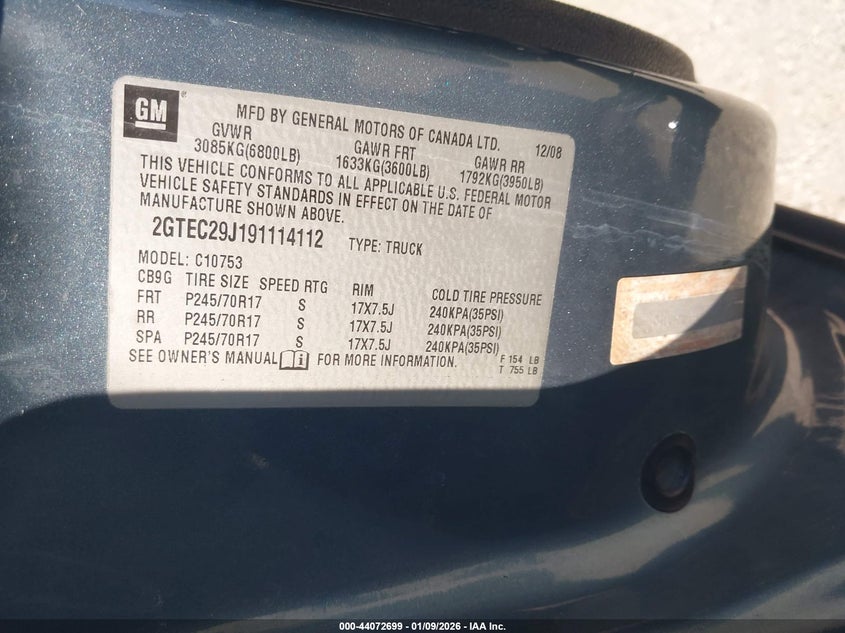 GM
®
MFD BY GENERAL MOTORS OF CANADA LTD.
12/08
GVWR GAWR FRT GAWR RR
3085KG(6800LB) 1633KG(3600LB) 1792KG(3950LB)
THIS VEHICLE CONFORMS TO ALL APPLICABLE U.S. FEDERAL MOTOR
VEHICLE SAFETY STANDARDS IN EFFECT ON THE DATE OF
MANUFACTURE SHOWN ABOVE.
2GTEC29J191114112 TYPE: TRUCK
MODEL: C10753
CB9G TIRE SIZE SPEED RTG RIM COLD TIRE PRESSURE
FRT P245/70R17 S 17X7.5J 240KPA(35PSI)
RR P245/70R17 S 17X7.5J 240KPA(35PSI)
SPA P245/70R17 S 17X7.5J 240KPA(35PSI)
SEE OWNER'S MANUAL FOR MORE INFORMATION.
F 154 LB
T 755 LB
000-44072699 - 01/09/2026 - IAA Inc.